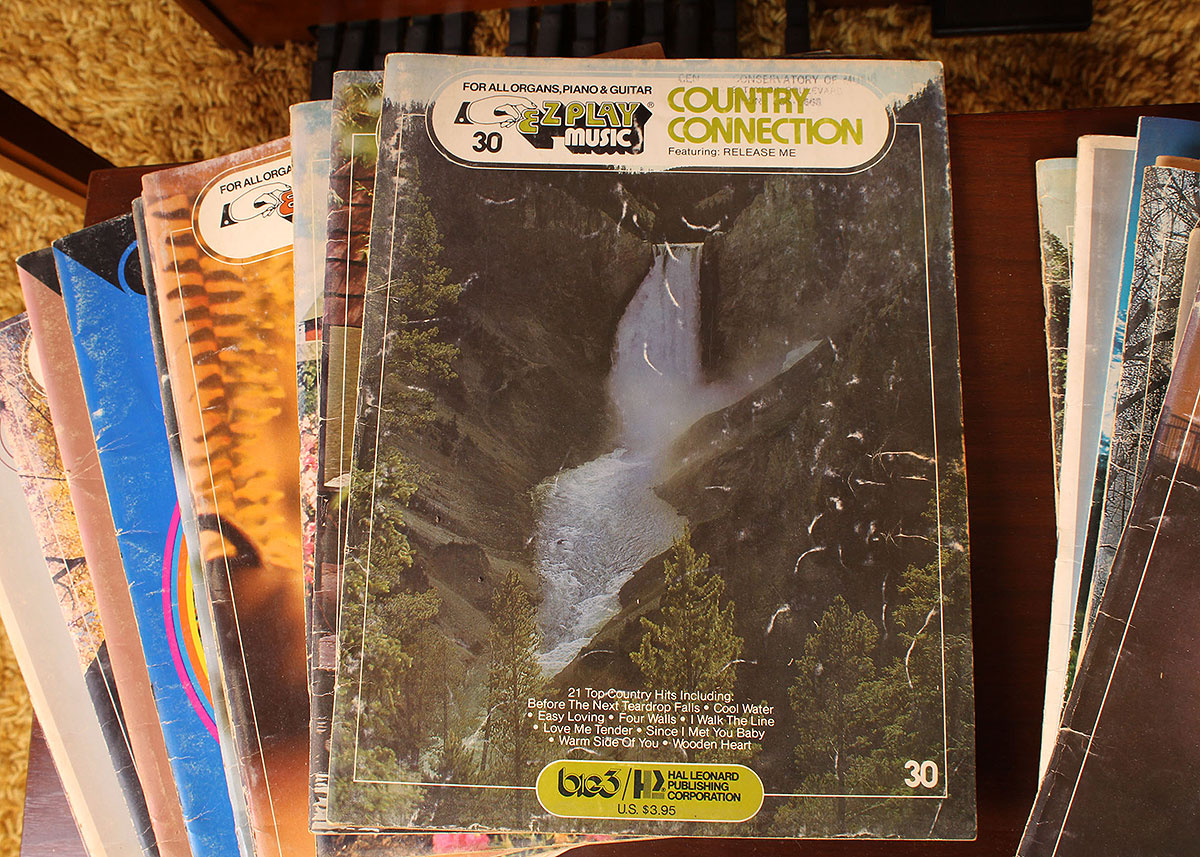 FOR ALL ORGANS, PIANO & GUITAR
EZ PLAY®
MUSIC
30
COUNTRY
CONNECTION
Featuring: RELEASE ME
CONSERVATORY OF
FOR ALL ORGA
21 Top Country Hits Including:
Before The Next Teardrop Falls • Cool Water
• Easy Loving • Four Walls • I Walk The Line
• Love Me Tender • Since I Met You Baby
• Warm Side Of You • Wooden Heart
30
HAL LEONARD
PUBLISHING
CORPORATION
U.S. $3.95